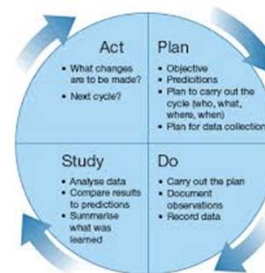 Act
• What changes
are to be made?
• Next cycle?
Plan
• Objective
• Predicitions
• Plan to carry out the
cycle (who, what,
where, when)
• Plan for data collection
Study
• Analyse data
• Compare results
to predictions
• Summarise
what was
learned
Do
• Carry out the plan
• Document
observations
• Record data